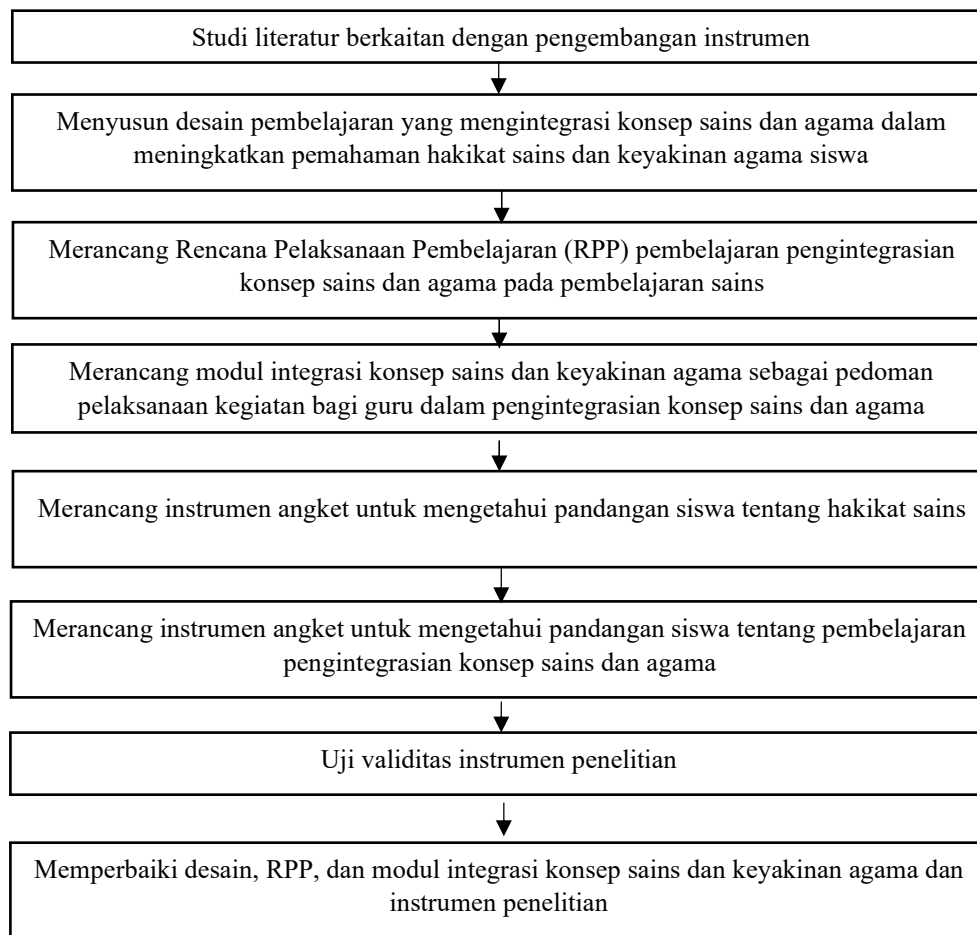 Studi literatur berkaitan dengan pengembangan instrumen
Menyusun desain pembelajaran yang mengintegrasi konsep sains dan agama dalam
meningkatkan pemahaman hakikat sains dan keyakinan agama siswa
Merancang Rencana Pelaksanaan Pembelajaran (RPP) pembelajaran pengintegrasian
konsep sains dan agama pada pembelajaran sains
Merancang modul integrasi konsep sains dan keyakinan agama sebagai pedoman
pelaksanaan kegiatan bagi guru dalam pengintegrasian konsep sains dan agama
Merancang instrumen angket untuk mengetahui pandangan siswa tentang hakikat sains
Merancang instrumen angket untuk mengetahui pandangan siswa tentang pembelajaran
pengintegrasian konsep sains dan agama
Uji validitas instrumen penelitian
Memperbaiki desain, RPP, dan modul integrasi konsep sains dan keyakinan agama dan
instrumen penelitian